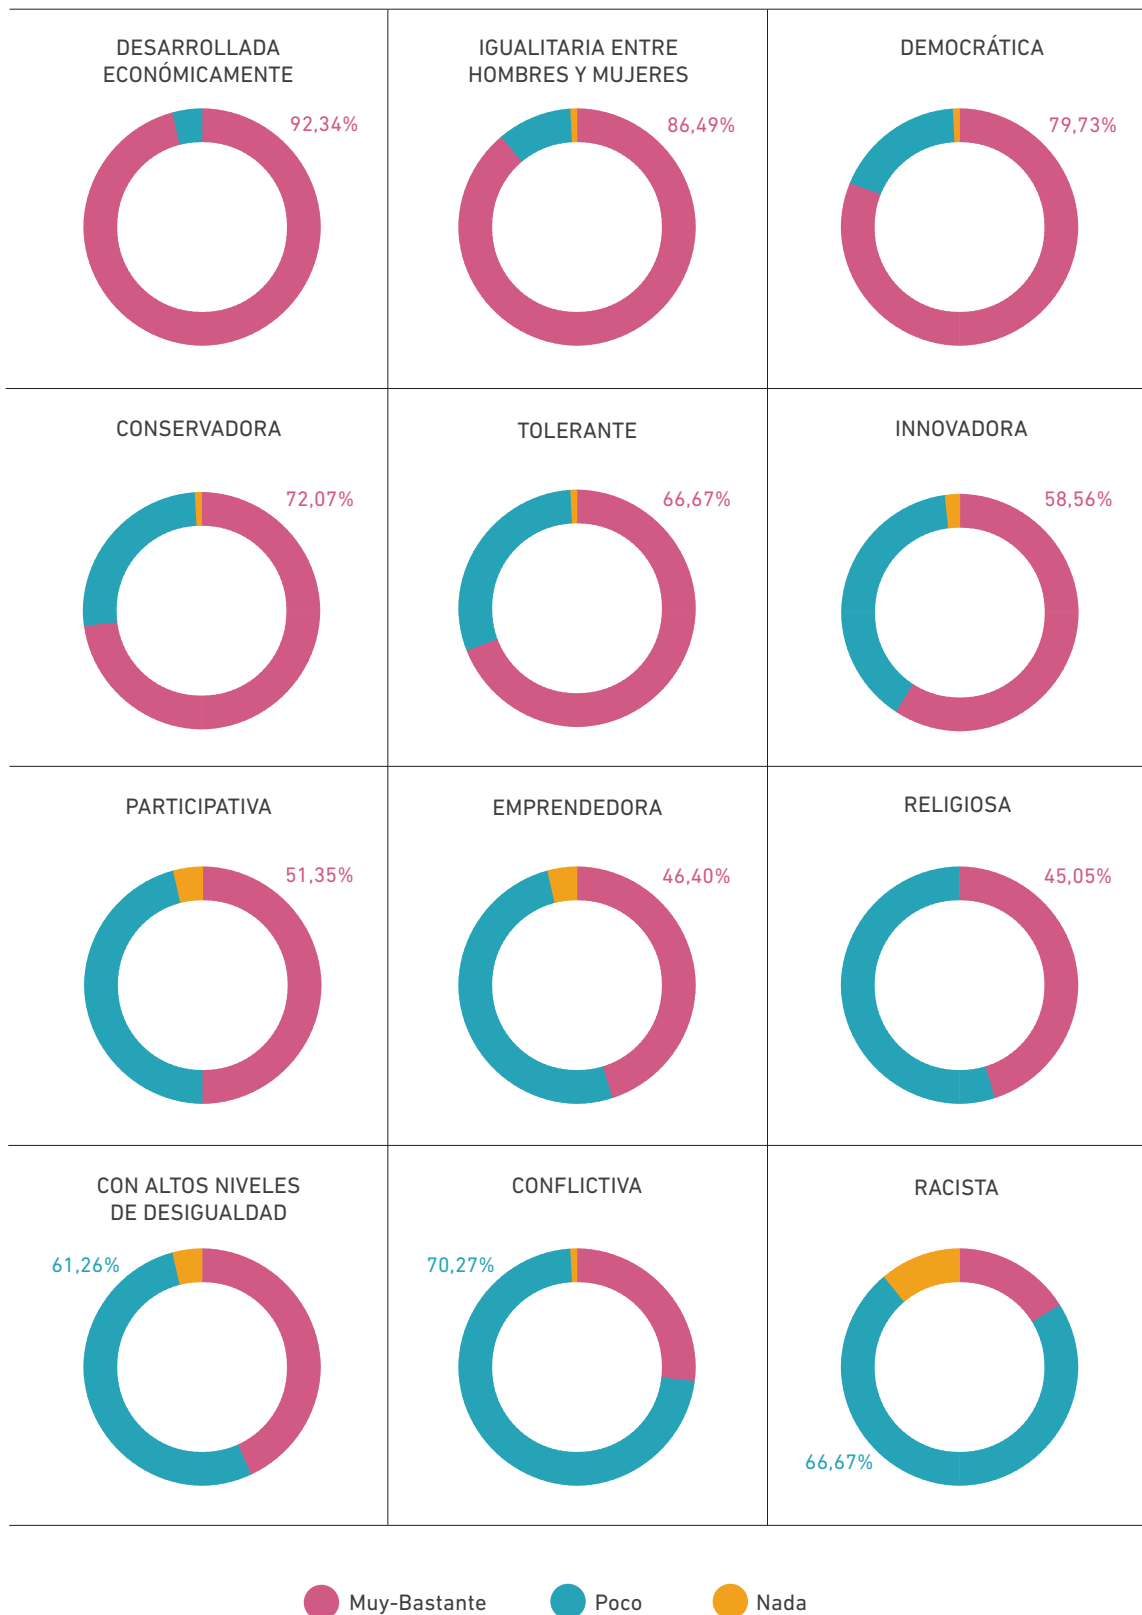 DESARROLLADA
ECONÓMICAMENTE
92,34%
IGUALITARIA ENTRE
HOMBRES Y MUJERES
86,49%
DEMOCRÁTICA
79,73%
CONSERVADORA
72,07%
TOLERANTE
66,67%
INNOVADORA
58,56%
PARTICIPATIVA
51,35%
EMPRENDEDORA
46,40%
RELIGIOSA
45,05%
CON ALTOS NIVELES
DE DESIGUALDAD
61,26%
CONFLICTIVA
70,27%
RACISTA
66,67%
Muy-Bastante
Poco
Nada